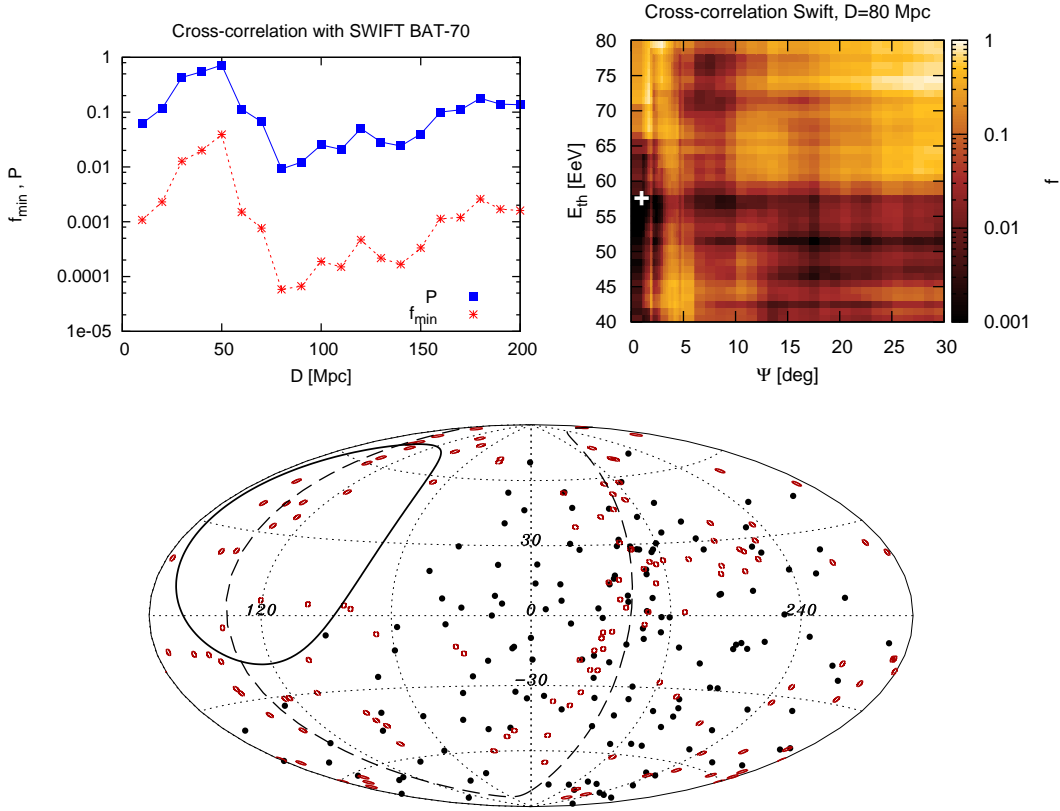 Cross-correlation with SWIFT BAT-70
1
0.1
0.01
0.001
0.0001
1e-05
f_min , P
P
f_min
0 50 100 150 200
D [Mpc]
Cross-correlation Swift, D=80 Mpc
80
75
70
65
60
55
50
45
40
E_th [EeV]
0 5 10 15 20 25 30
Ψ [deg]
1
0.1
0.01
0.001
f
30
120 0 240
−30